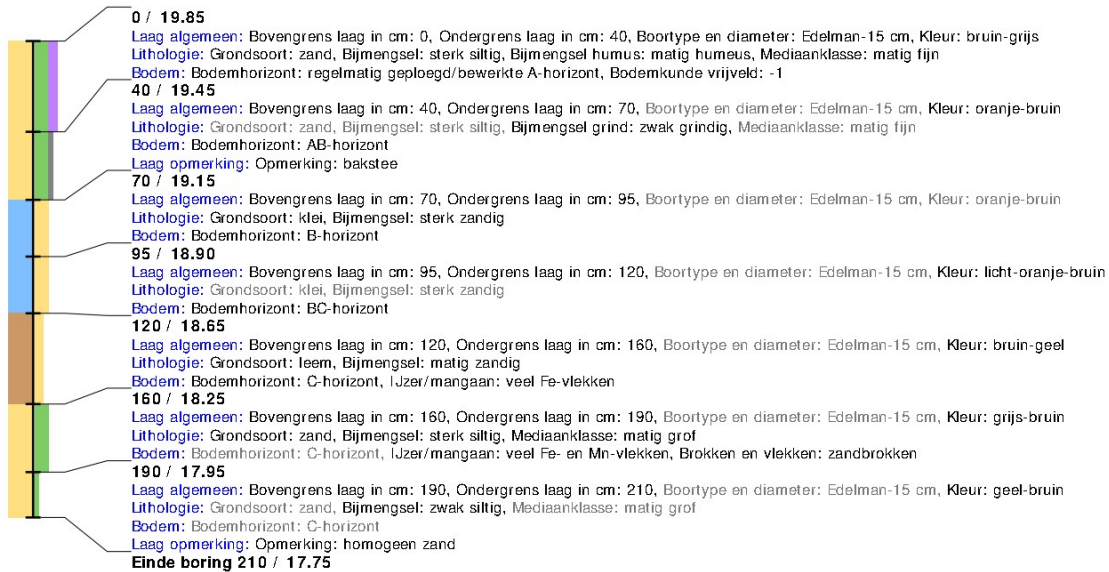 0 / 19.85
Laag algemeen: Bovengrens laag in cm: 0, Ondergrens laag in cm: 40, Boortype en diameter: Edelman-15 cm, Kleur: bruin-grijs
Lithologie: Grondsoort: zand, Bijmengsel: sterk siltig, Bijmengsel humus: matig humeus, Mediaanklasse: matig fijn
Bodem: Bodemhorizont: regelmatig geploegd/bewerkte A-horizont, Bodemkunde vrijveld: -1
40 / 19.45
Laag algemeen: Bovengrens laag in cm: 40, Ondergrens laag in cm: 70, Boortype en diameter: Edelman-15 cm, Kleur: oranje-bruin
Lithologie: Grondsoort: zand, Bijmengsel: sterk siltig, Bijmengsel grind: zwak grindig, Mediaanklasse: matig fijn
Bodem: Bodemhorizont: AB-horizont
Laag opmerking: Opmerking: bakstee
70 / 19.15
Laag algemeen: Bovengrens laag in cm: 70, Ondergrens laag in cm: 95, Boortype en diameter: Edelman-15 cm, Kleur: oranje-bruin
Lithologie: Grondsoort: klei, Bijmengsel: sterk zandig
Bodem: Bodemhorizont: B-horizont
95 / 18.90
Laag algemeen: Bovengrens laag in cm: 95, Ondergrens laag in cm: 120, Boortype en diameter: Edelman-15 cm, Kleur: licht-oranje-bruin
Lithologie: Grondsoort: klei, Bijmengsel: sterk zandig
Bodem: Bodemhorizont: BC-horizont
120 / 18.65
Laag algemeen: Bovengrens laag in cm: 120, Ondergrens laag in cm: 160, Boortype en diameter: Edelman-15 cm, Kleur: bruin-geel
Lithologie: Grondsoort: leem, Bijmengsel: matig zandig
Bodem: Bodemhorizont: C-horizont, IJzer/mangaan: veel Fe-vlekken
160 / 18.25
Laag algemeen: Bovengrens laag in cm: 160, Ondergrens laag in cm: 190, Boortype en diameter: Edelman-15 cm, Kleur: grijs-bruin
Lithologie: Grondsoort: zand, Bijmengsel: sterk siltig, Mediaanklasse: matig grof
Bodem: Bodemhorizont: C-horizont, IJzer/mangaan: veel Fe- en Mn-vlekken, Brokken en vlekken: zandbrokken
190 / 17.95
Laag algemeen: Bovengrens laag in cm: 190, Ondergrens laag in cm: 210, Boortype en diameter: Edelman-15 cm, Kleur: geel-bruin
Lithologie: Grondsoort: zand, Bijmengsel: zwak siltig, Mediaanklasse: matig grof
Bodem: Bodemhorizont: C-horizont
Laag opmerking: Opmerking: homogeen zand
Einde boring 210 / 17.75